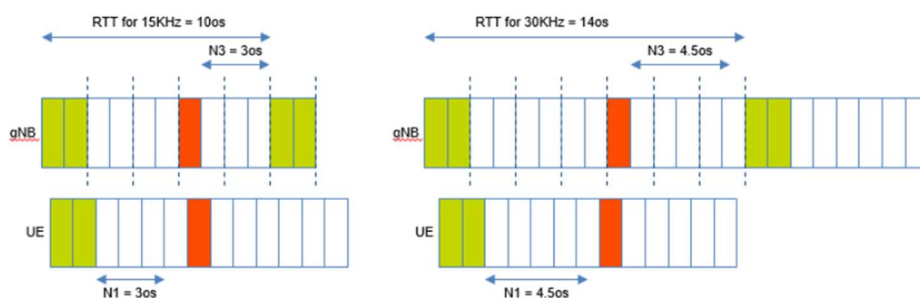 RTT for 15KHz = 10os
N3 = 3os
gNB
UE
N1 = 3os
RTT for 30KHz = 14os
N3 = 4.5os
gNB
UE
N1 = 4.5os